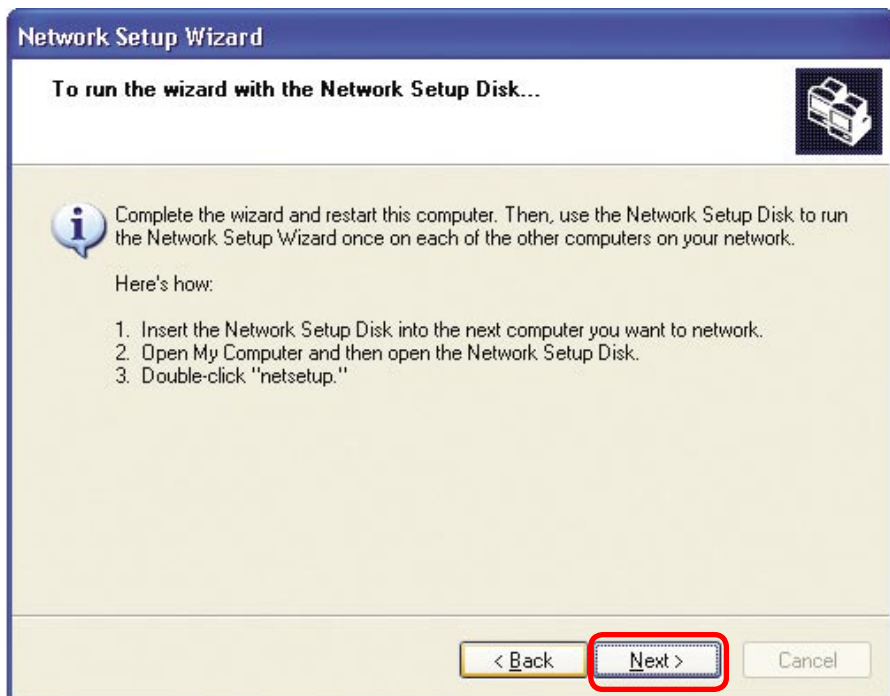 Network Setup Wizard
To run the wizard with the Network Setup Disk...
Complete the wizard and restart this computer. Then, use the Network Setup Disk to run
the Network Setup Wizard once on each of the other computers on your network.
Here's how:
1. Insert the Network Setup Disk into the next computer you want to network.
2. Open My Computer and then open the Network Setup Disk.
3. Double-click "netsetup."
< Back
Next >
Cancel